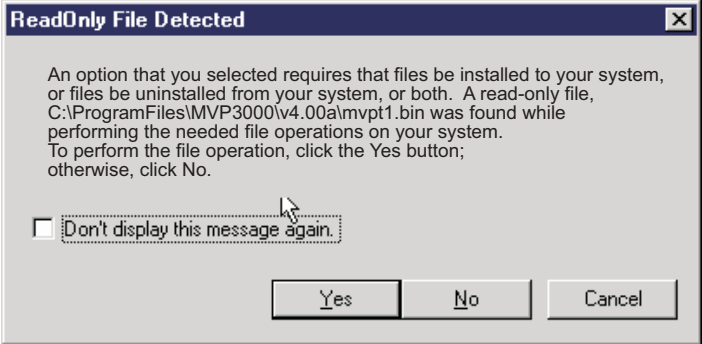 ReadOnly File Detected
An option that you selected requires that files be installed to your system,
or files be uninstalled from your system, or both. A read-only file,
C:\ProgramFiles\MVP3000\v4.00a\mvpt1.bin was found while
performing the needed file operations on your system.
To perform the file operation, click the Yes button;
otherwise, click No.
Don't display this message again.
Yes No Cancel